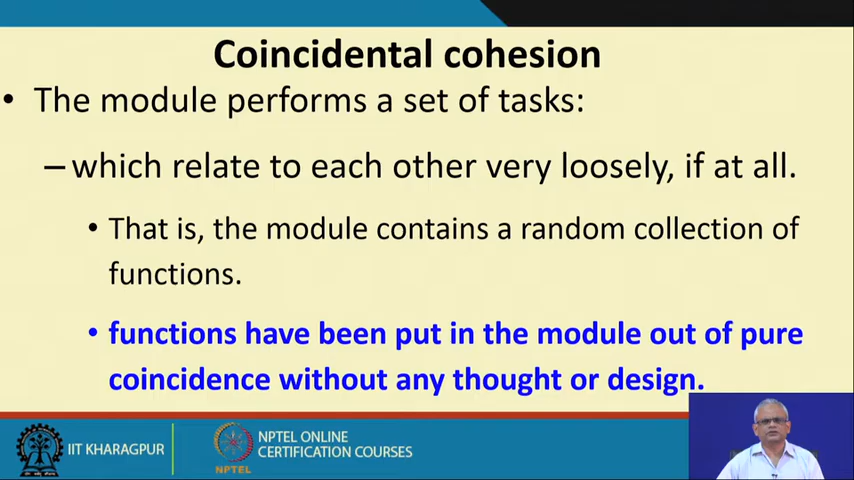 Coincidental cohesion
• The module performs a set of tasks:
– which relate to each other very loosely, if at all.
• That is, the module contains a random collection of
functions.
• functions have been put in the module out of pure
coincidence without any thought or design.
IIT KHARAGPUR
NPTEL
NPTEL ONLINE
CERTIFICATION COURSES